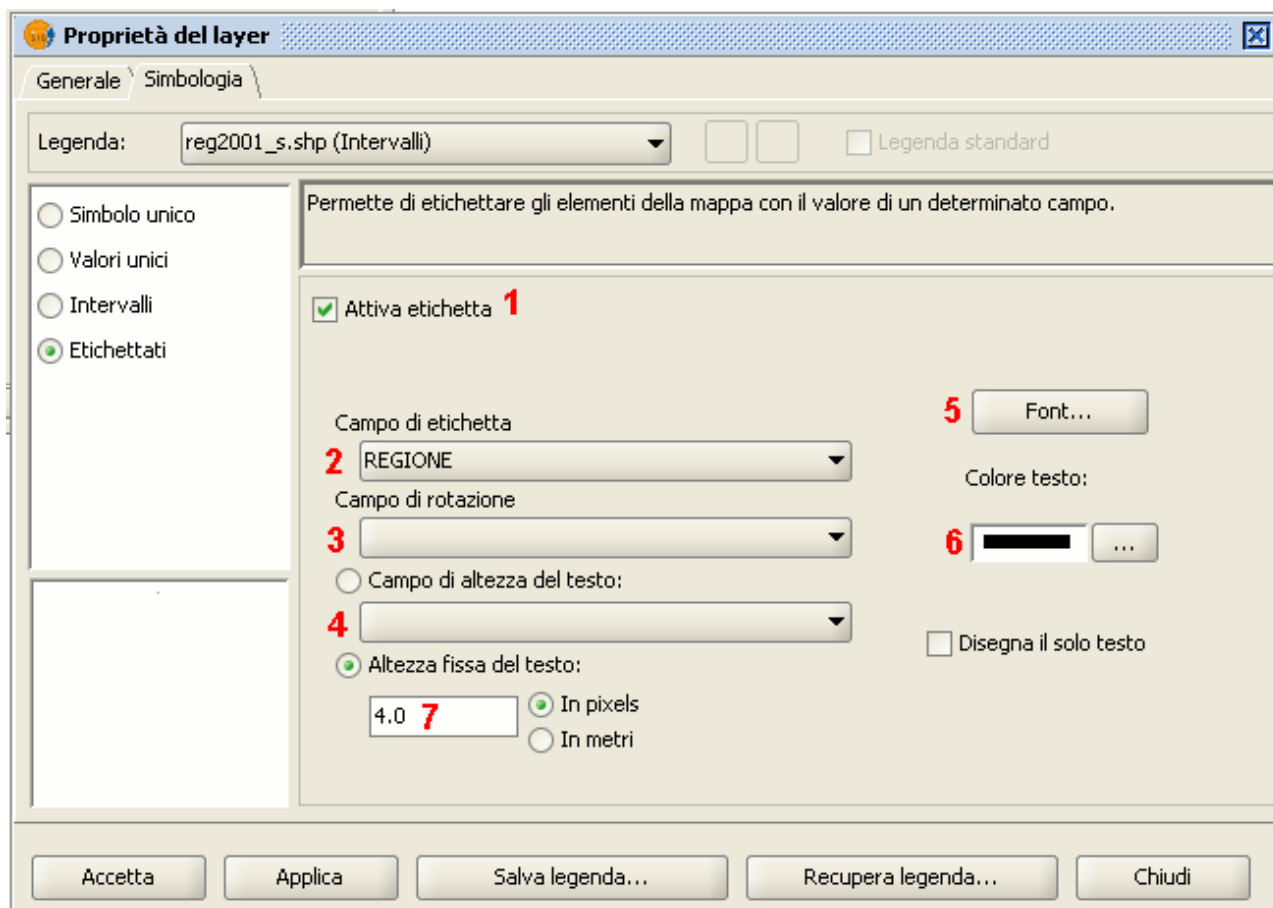 Proprietà del layer
Generale
Simbologia
Legenda:
reg2001_s.shp (Intervalli)
Legenda standard
Simbolo unico
Valori unici
Intervalli
Etichettati
Permette di etichettare gli elementi della mappa con il valore di un determinato campo.
Attiva etichetta 1
Campo di etichetta
2 REGIONE
Campo di rotazione
3
Campo di altezza del testo:
4
Altezza fissa del testo:
4.0 7
In pixels
In metri
5 Font...
Colore testo:
6 ...
Disegna il solo testo
Accetta
Applica
Salva legenda...
Recupera legenda...
Chiudi